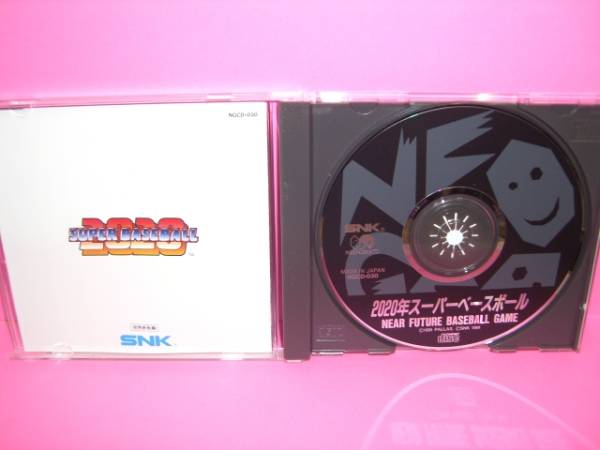 NGCD-030
2020
SUPER BASEBALL
TM
SNK
NEO
GEO
SNK
MADE IN JAPAN
NGCD-030
2020年スーパーベースボール
NEAR FUTURE BASEBALL GAME